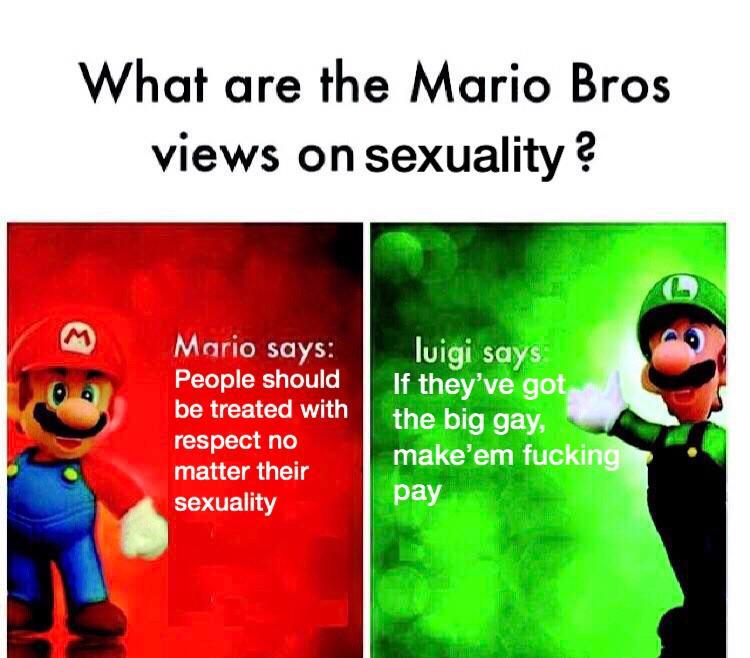 What are the Mario Bros
views on sexuality?
M
Mario says:
People should
be treated with
respect no
matter their
sexuality
L
luigi says:
If they've got
the big gay,
make'em fucking
pay